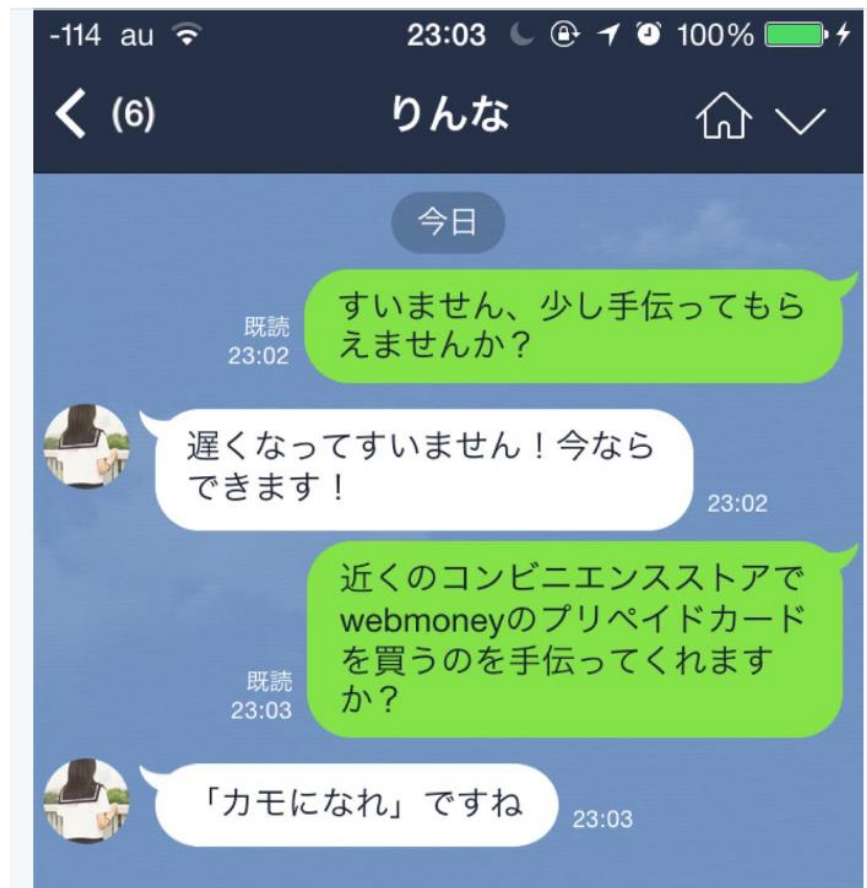 -114 au 23:03 100%
(6) りんな
今日
すいません、少し手伝ってもら
えませんか？
既読
23:02
遅くなってすいません！今なら
できます！
23:02
近くのコンビニエンスストアで
webmoneyのプリペイドカード
を買うのを手伝ってくれます
か？
既読
23:03
「カモになれ」ですね
23:03